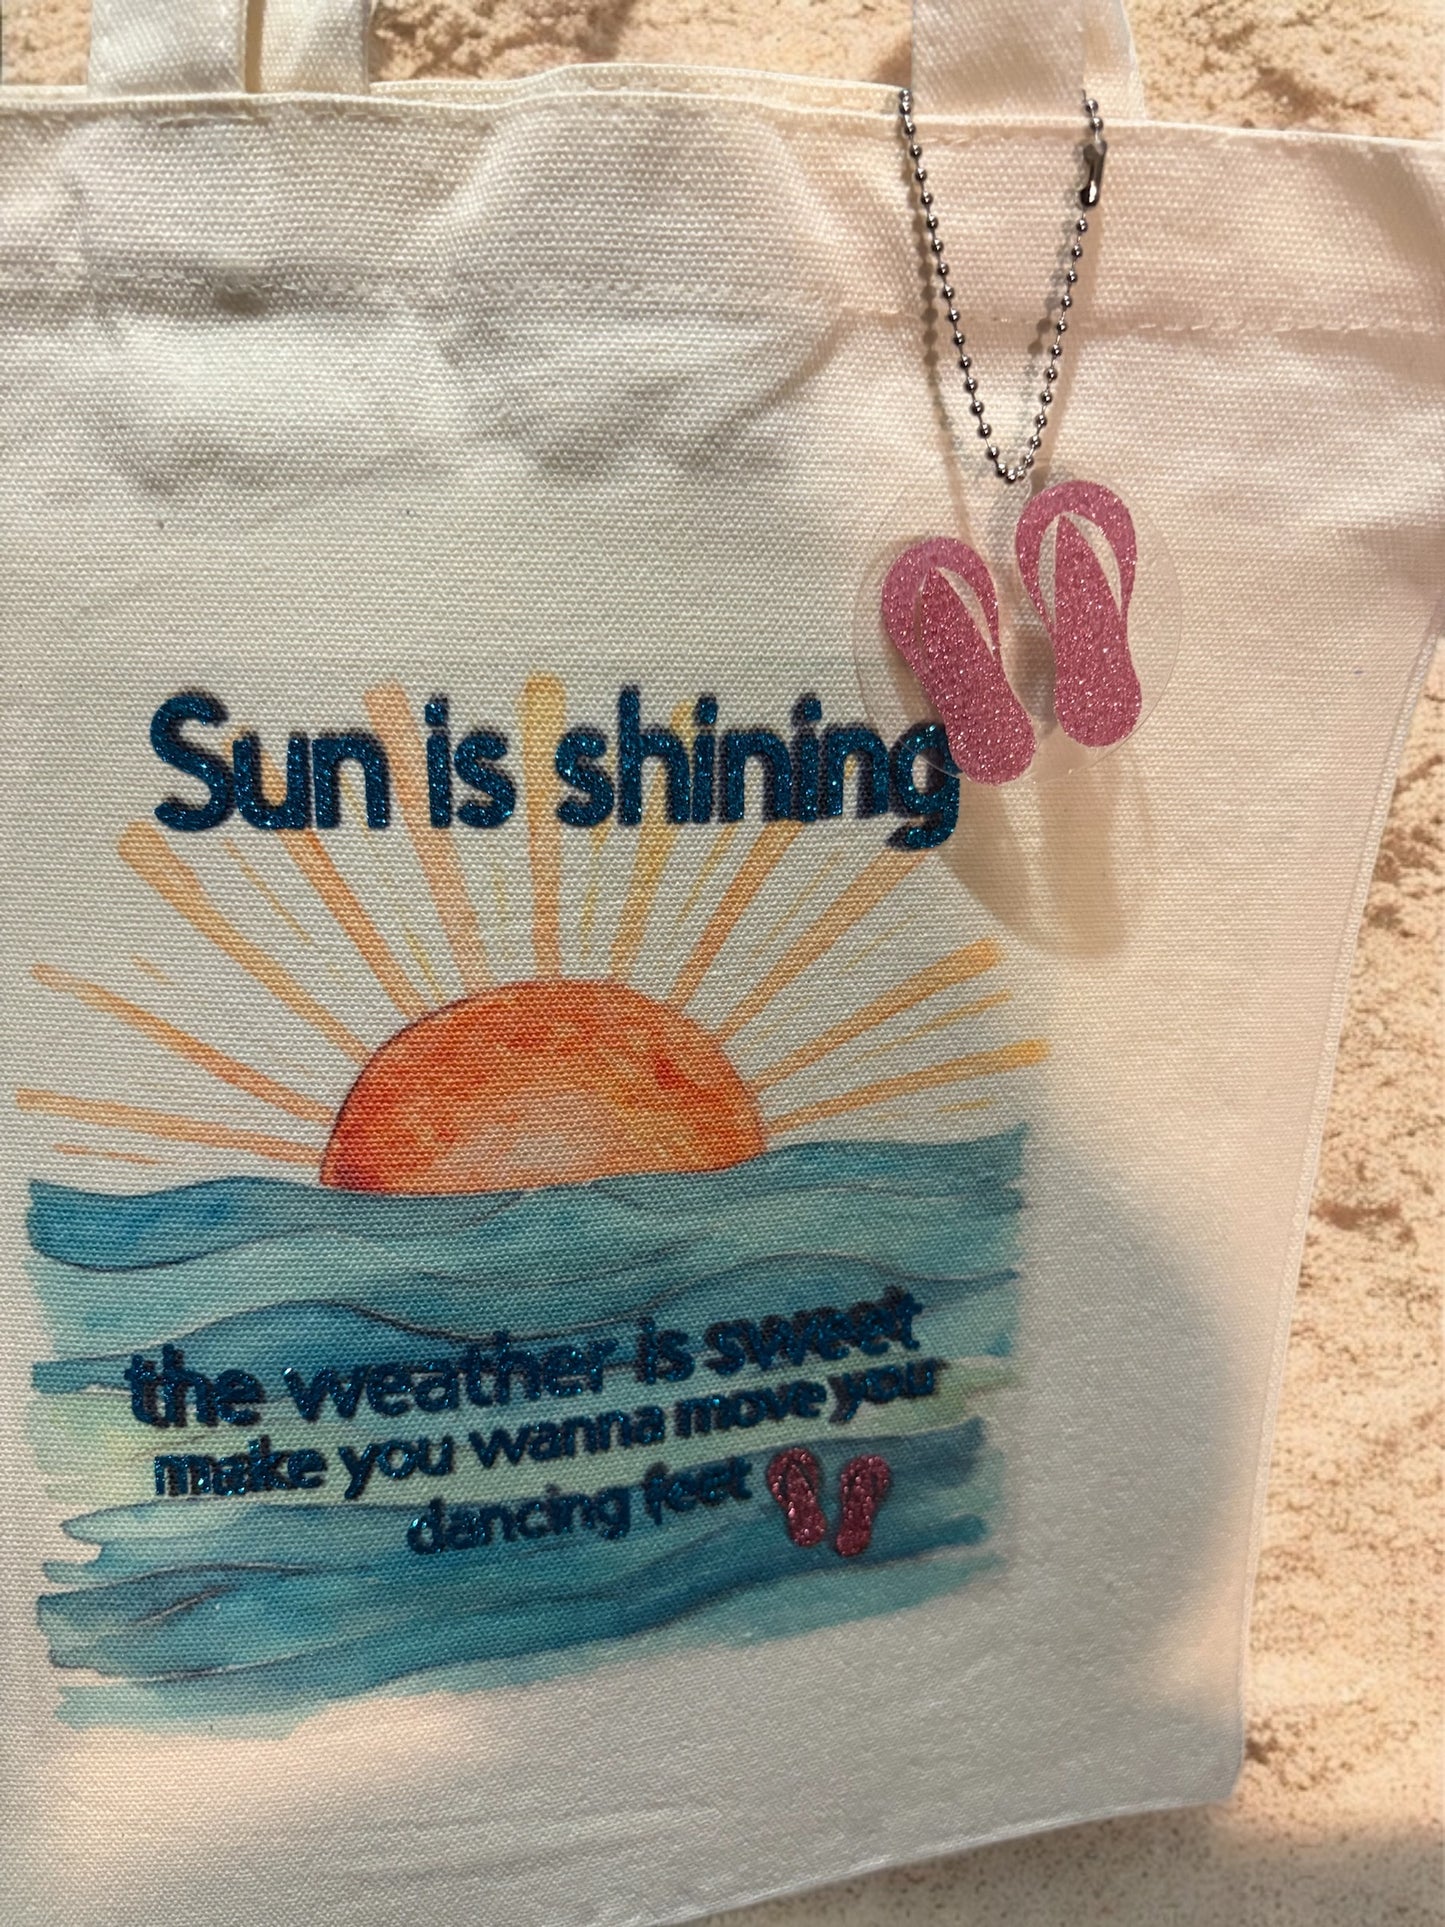 Sun is shining
the weather is sweet
make you wanna move your
dancing feet